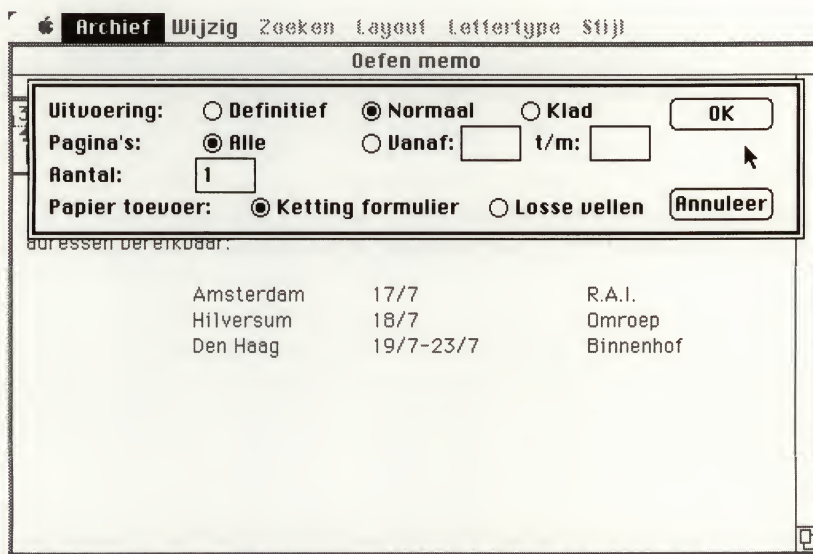 Archief Wijzig Zoeken Layout Lettertype Stijl
Oefen memo
Uitvoering: Definitief Normaal Klad OK
Pagina's: Alle Vanaf: t/m:
Aantal: 1
Papier toevoer: Ketting formulier Losse vellen Annuleer
adressen bereikbaar:
Amsterdam 17/7 R.A.I.
Hilversum 18/7 Omroep
Den Haag 19/7-23/7 Binnenhof